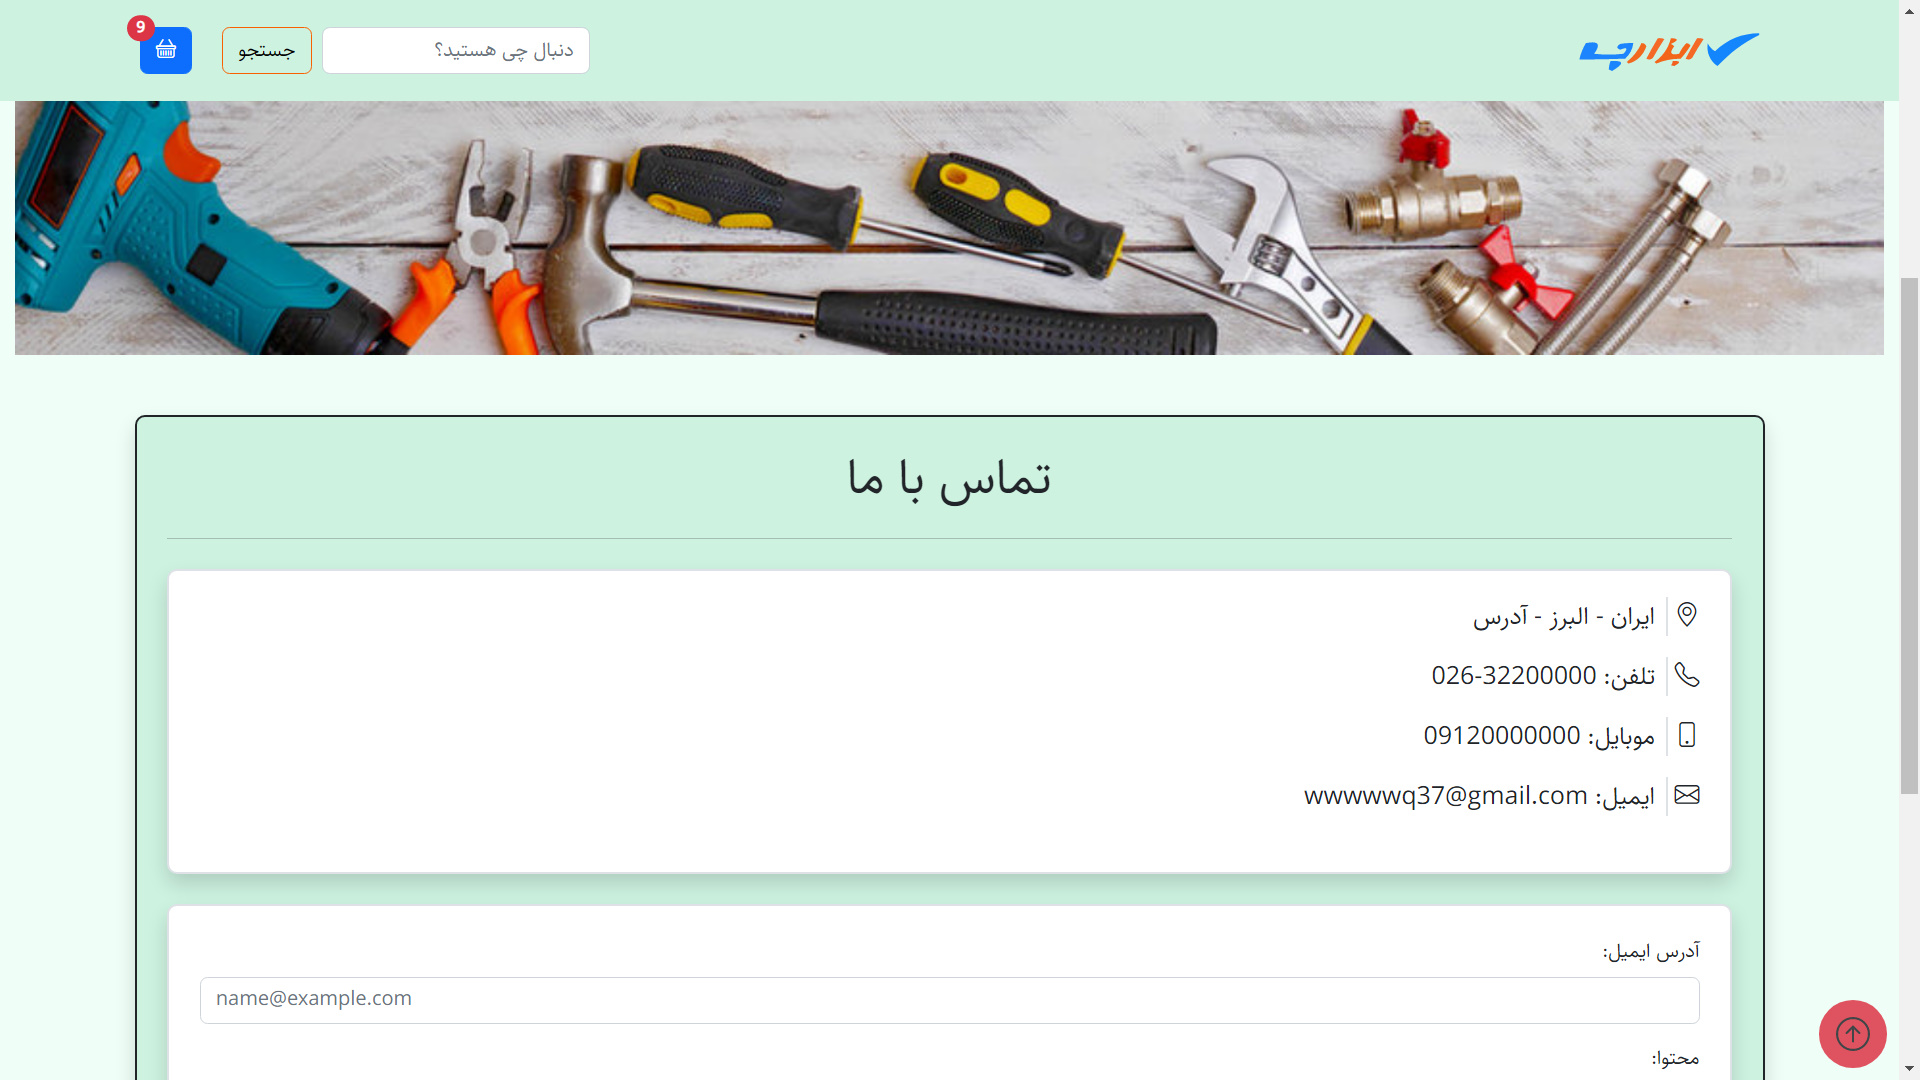 ابزارچی
دنبال چی هستید؟
جستجو
9
تماس با ما
ایران - البرز - آدرس
تلفن: 026-32200000
موبایل: 09120000000
ایمیل: wwwwwq37@gmail.com
آدرس ایمیل:
name@example.com
محتوا: